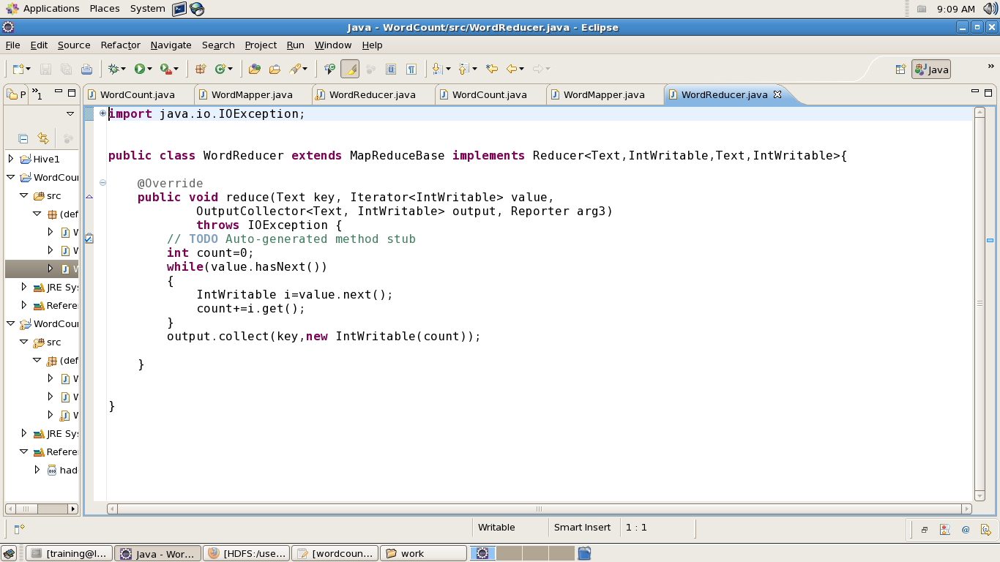 Applications Places System 9:09 AM
Java - WordCount/src/WordReducer.java - Eclipse
File Edit Source Refactor Navigate Search Project Run Window Help
Java »
P »1 WordCount.java WordMapper.java WordReducer.java WordCount.java WordMapper.java WordReducer.java
import java.io.IOException;
Hive1
public class WordReducer extends MapReduceBase implements Reducer<Text,IntWritable,Text,IntWritable>{
WordCou
@Override
src
public void reduce(Text key, Iterator<IntWritable> value,
(def
OutputCollector<Text, IntWritable> output, Reporter arg3)
W
throws IOException {
// TODO Auto-generated method stub
W
int count=0;
while(value.hasNext())
W
{
JRE Sys
IntWritable i=value.next();
Refere
count+=i.get();
}
WordCou
output.collect(key,new IntWritable(count));
src
(def
}
W
W
}
W
JRE Sys
Refere
had
Writable Smart Insert 1 : 1
[training@l... Java - Wor... [HDFS:/use... [wordcoun... work